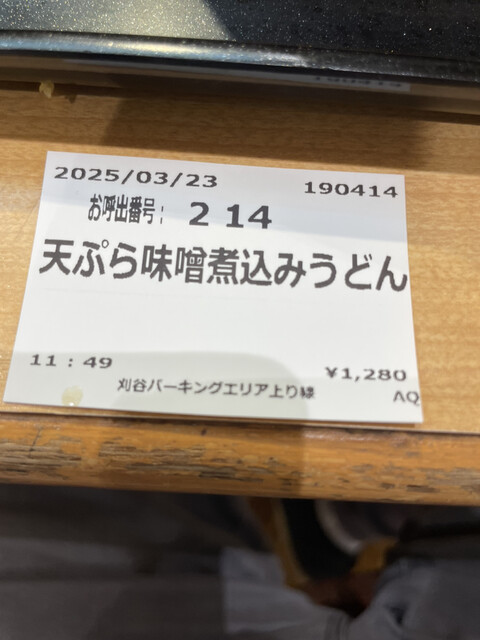 2025/03/23 190414
お呼出番号: 214
天ぷら味噌煮込みうどん
11:49 ¥1,280
刈谷パーキングエリア上り線 AQ